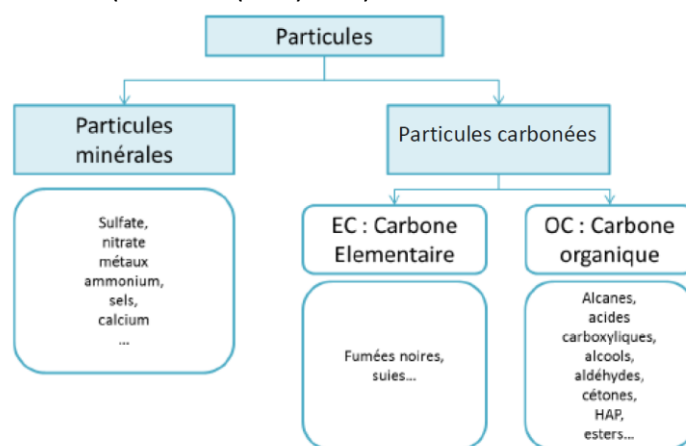 Particules
Particules
minérales
Particules carbonées
Sulfate,
nitrate
métaux
ammonium,
sels,
calcium
...
EC : Carbone
Elementaire
Fumées noires,
suies...
OC : Carbone
organique
Alcanes,
acides
carboxyliques,
alcools,
aldéhydes,
cétones,
HAP,
esters...